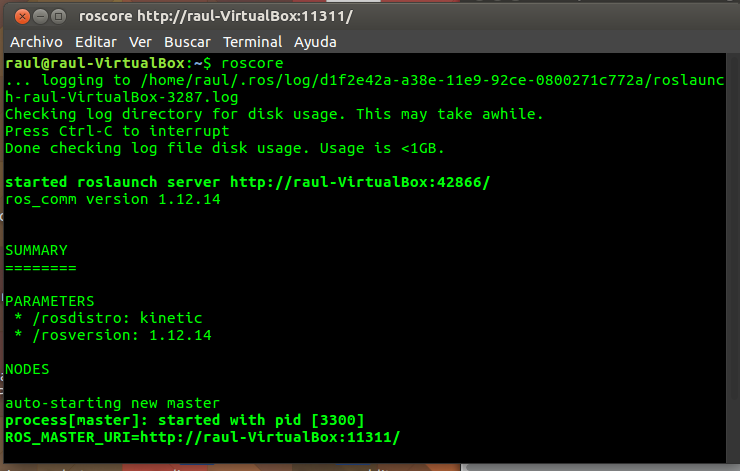 roscore http://raul-VirtualBox:11311/
Archivo Editar Ver Buscar Terminal Ayuda
raul@raul-VirtualBox:~$ roscore
... logging to /home/raul/.ros/log/d1f2e42a-a38e-11e9-92ce-0800271c772a/roslaunc
h-raul-VirtualBox-3287.log
Checking log directory for disk usage. This may take awhile.
Press Ctrl-C to interrupt
Done checking log file disk usage. Usage is <1GB.
started roslaunch server http://raul-VirtualBox:42866/
ros_comm version 1.12.14
SUMMARY
========
PARAMETERS
* /rosdistro: kinetic
* /rosversion: 1.12.14
NODES
auto-starting new master
process[master]: started with pid [3300]
ROS_MASTER_URI=http://raul-VirtualBox:11311/